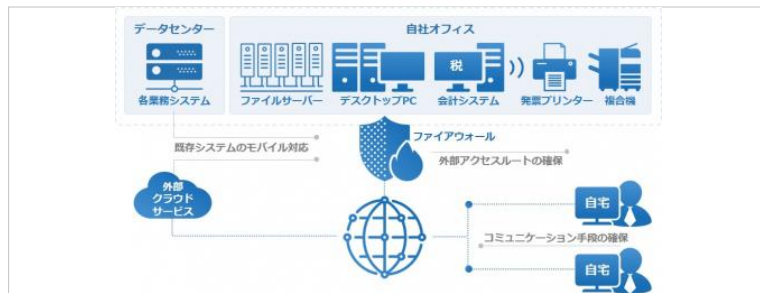 データセンター
自社オフィス
税
各業務システム
ファイルサーバー
デスクトップPC
会計システム
発票プリンター
複合機
ファイアウォール
既存システムのモバイル対応
外部アクセスルートの確保
外部
クラウド
サービス
自宅
コミュニケーション手段の確保
自宅